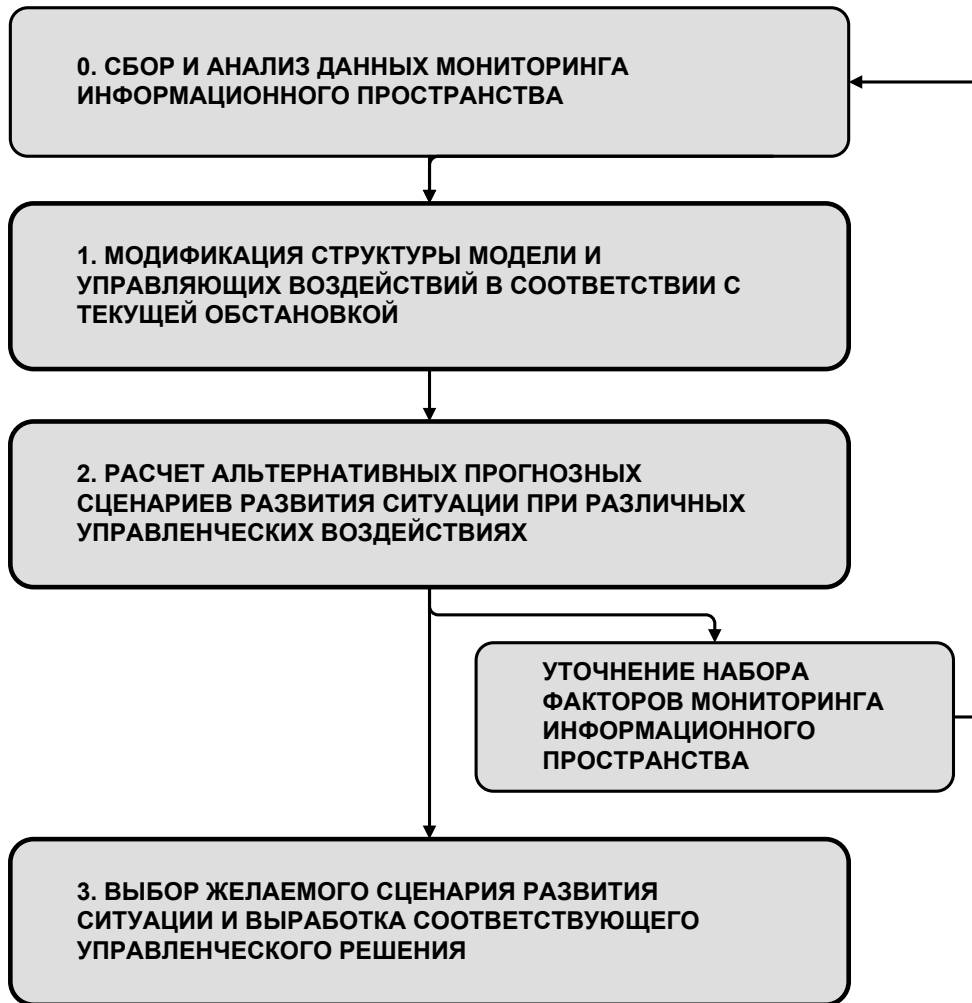 0. СБОР И АНАЛИЗ ДАННЫХ МОНИТОРИНГА
ИНФОРМАЦИОННОГО ПРОСТРАНСТВА
1. МОДИФИКАЦИЯ СТРУКТУРЫ МОДЕЛИ И
УПРАВЛЯЮЩИХ ВОЗДЕЙСТВИЙ В СООТВЕТСТВИИ С
ТЕКУЩЕЙ ОБСТАНОВКОЙ
2. РАСЧЕТ АЛЬТЕРНАТИВНЫХ ПРОГНОЗНЫХ
СЦЕНАРИЕВ РАЗВИТИЯ СИТУАЦИИ ПРИ РАЗЛИЧНЫХ
УПРАВЛЕНЧЕСКИХ ВОЗДЕЙСТВИЯХ
УТОЧНЕНИЕ НАБОРА
ФАКТОРОВ МОНИТОРИНГА
ИНФОРМАЦИОННОГО
ПРОСТРАНСТВА
3. ВЫБОР ЖЕЛАЕМОГО СЦЕНАРИЯ РАЗВИТИЯ
СИТУАЦИИ И ВЫРАБОТКА СООТВЕТСТВУЮЩЕГО
УПРАВЛЕНЧЕСКОГО РЕШЕНИЯ